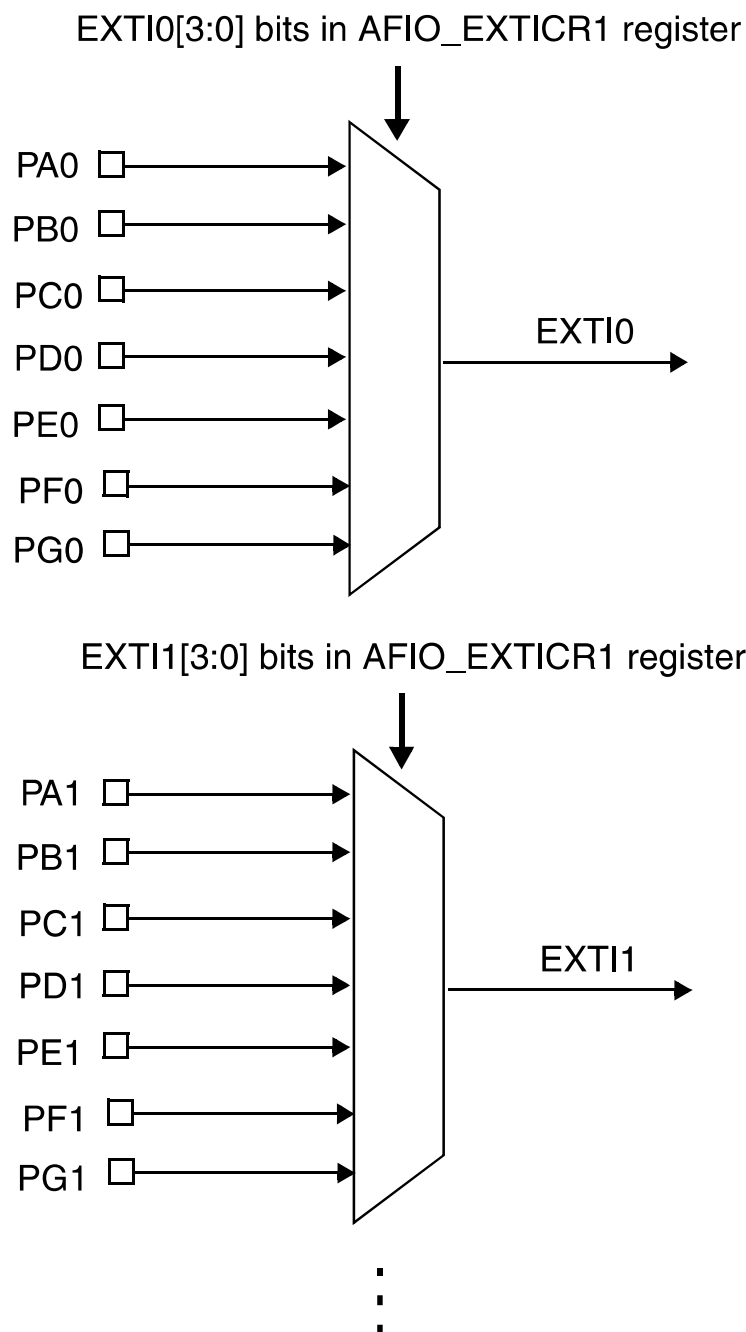 EXTI0[3:0] bits in AFIO_EXTICR1 register
PA0
PB0
PC0
PD0
EXTI0
PE0
PF0
PG0
EXTI1[3:0] bits in AFIO_EXTICR1 register
PA1
PB1
PC1
PD1
EXTI1
PE1
PF1
PG1